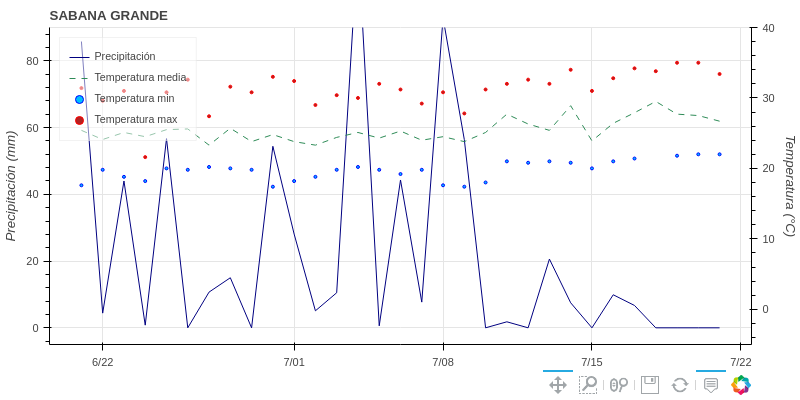 SABANA GRANDE
Precipitación
Temperatura media
Temperatura min
Temperatura max
80
60
40
20
0
Precipitación (mm)
40
30
20
10
0
Temperatura (°C)
6/22
7/01
7/08
7/15
7/22